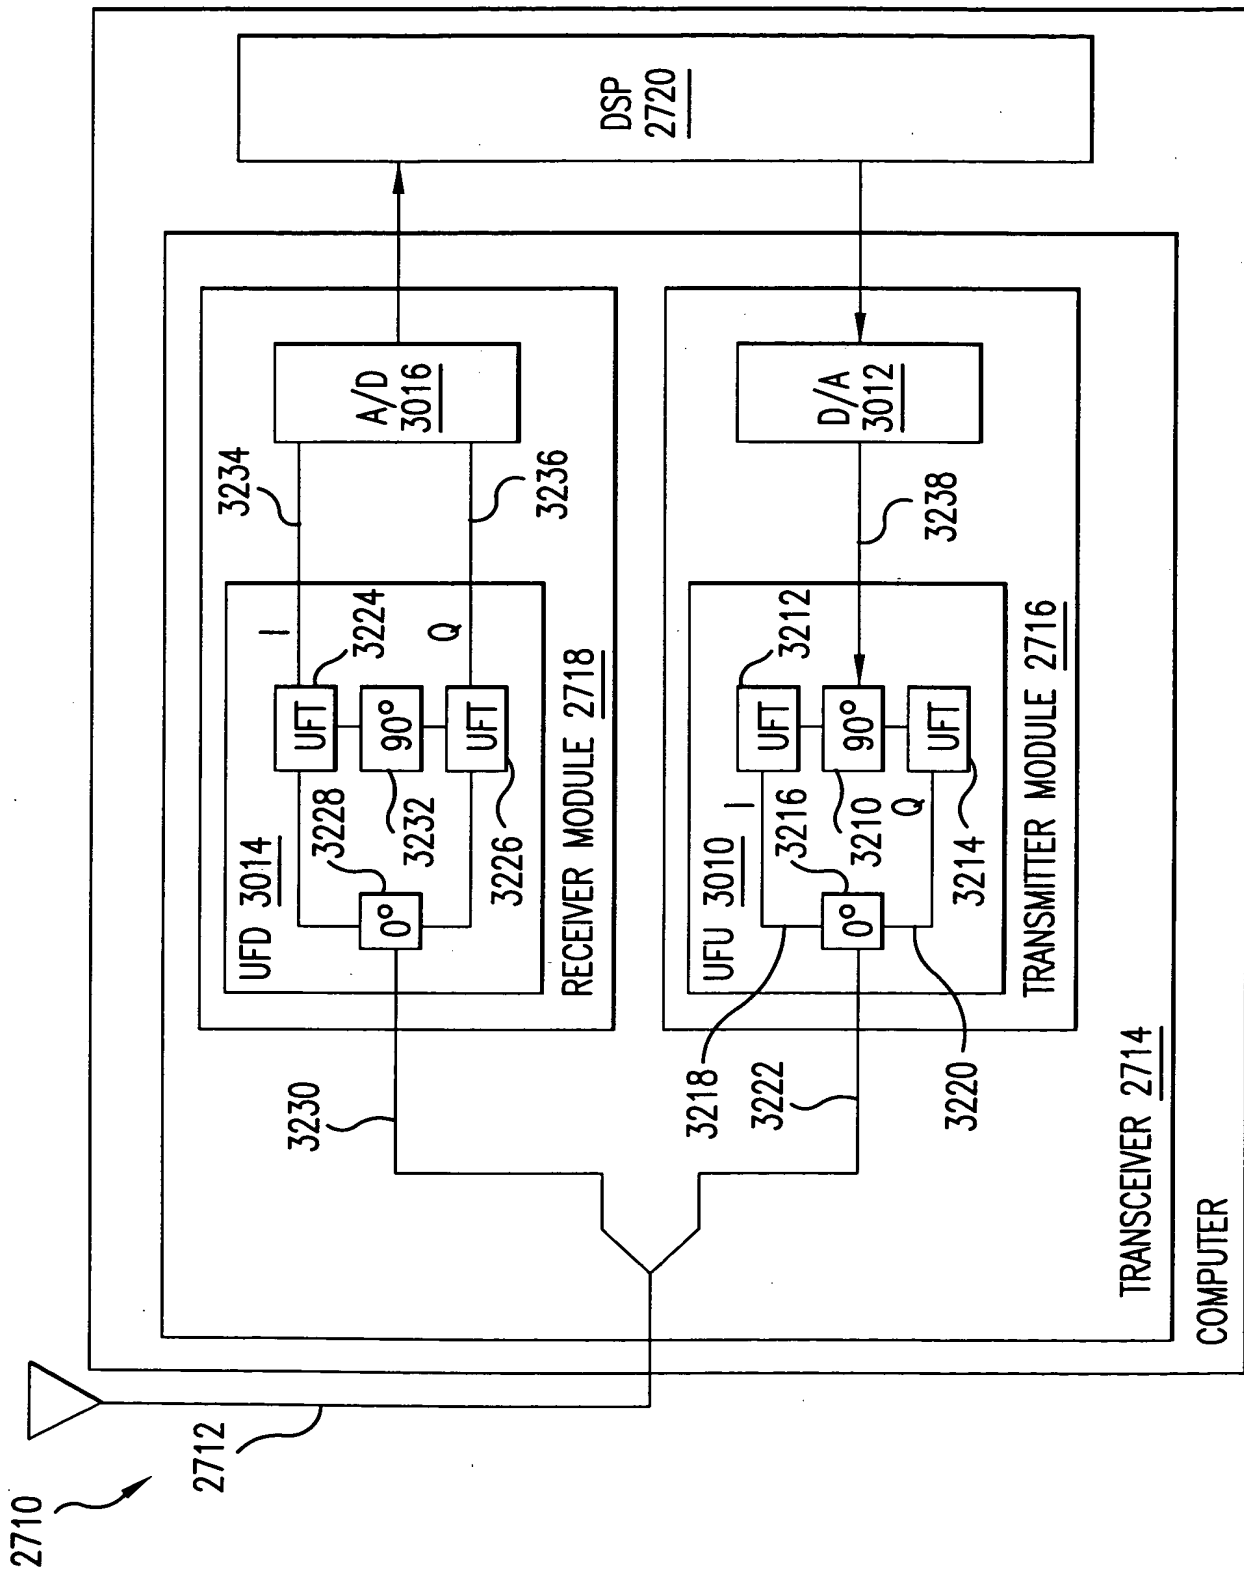 2710
2712
COMPUTER
TRANSCEIVER 2714
DSP
2720
RECEIVER MODULE 2718
UFD 3014
3230
0°
3228
UFT
3224
90°
3232
UFT
3226
I
Q
3234
3236
A/D
3016
TRANSMITTER MODULE 2716
UFU 3010
3222
3218
3220
0°
3216
I
Q
UFT
3212
90°
3210
UFT
3214
3238
D/A
3012